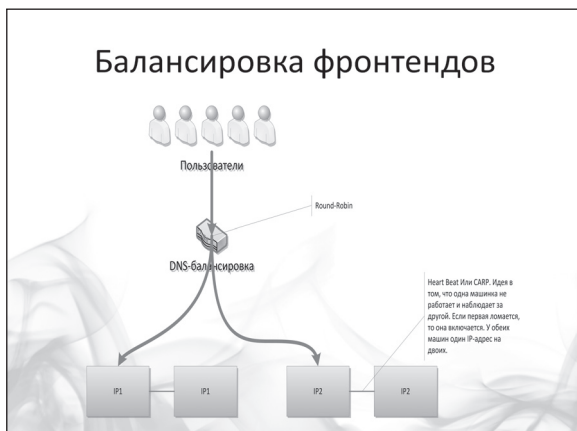 Балансировка фронтендов
Пользователи
Round-Robin
DNS-балансировка
Heart Beat Или CARP. Идея в
том, что одна машинка не
работает и наблюдает за
другой. Если первая ломается,
то она включается. У обеих
машин один IP-адрес на
двоих.
IP1
IP1
IP2
IP2